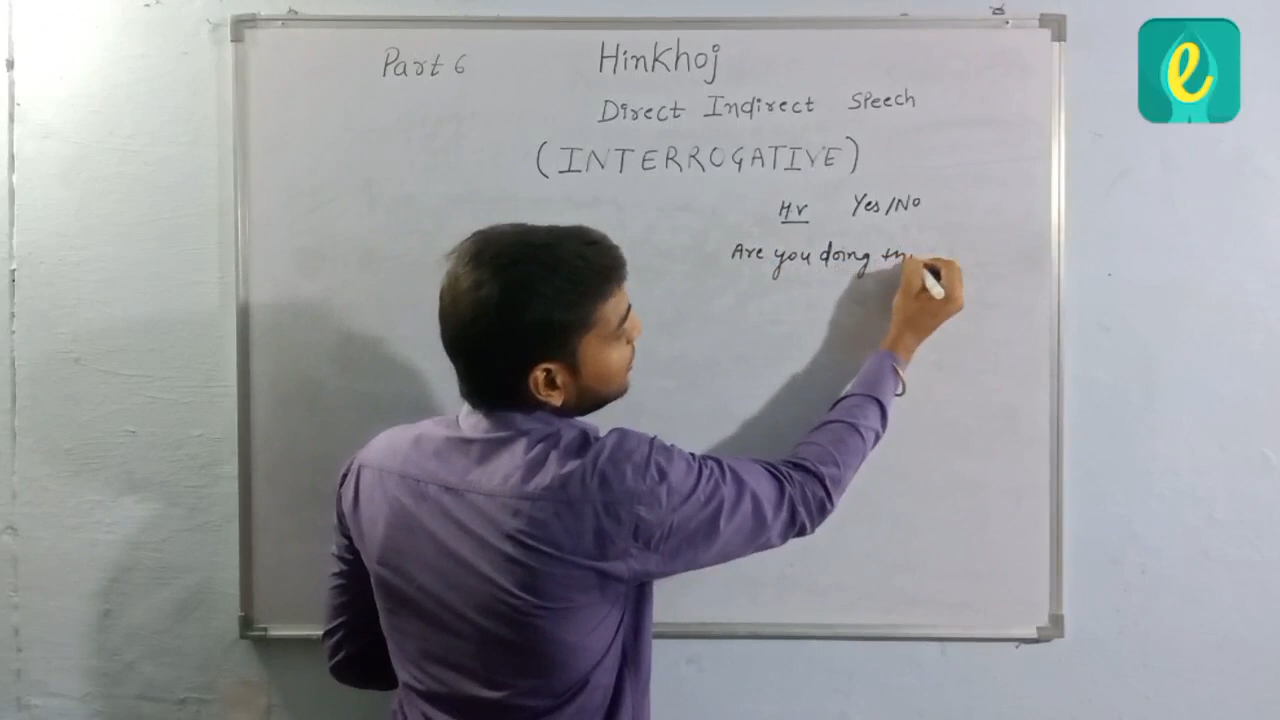 Part 6
Hinkhoj
Direct Indirect Speech
(INTERROGATIVE)
Hv Yes/No
Are you doing
e